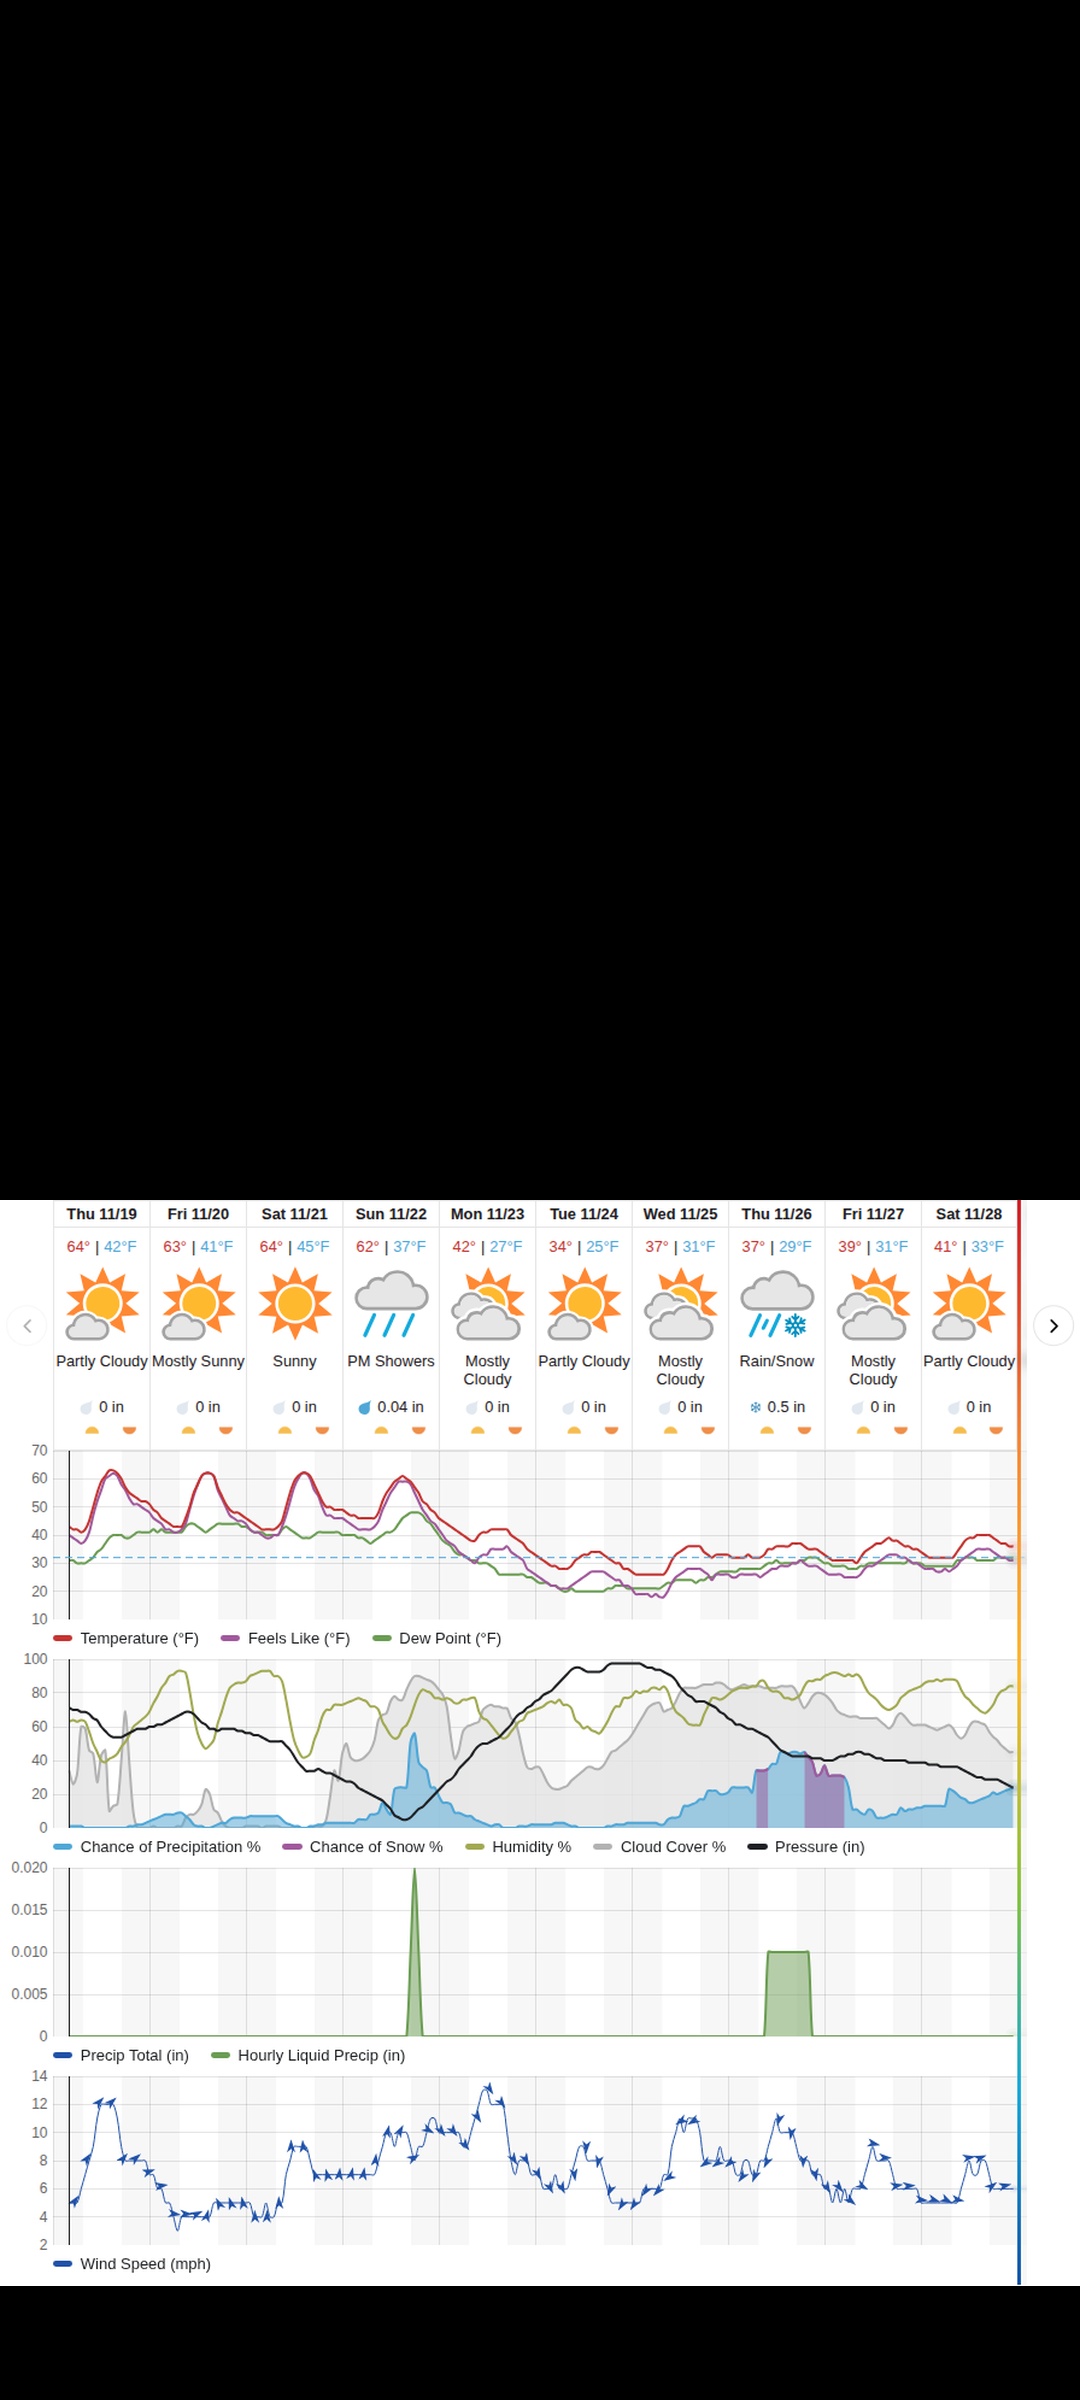 Thu 11/19 Fri 11/20 Sat 11/21 Sun 11/22 Mon 11/23 Tue 11/24 Wed 11/25 Thu 11/26 Fri 11/27 Sat 11/28
64° | 42°F 63° | 41°F 64° | 45°F 62° | 37°F 42° | 27°F 34° | 25°F 37° | 31°F 37° | 29°F 39° | 31°F 41° | 33°F
Partly Cloudy Mostly Sunny Sunny PM Showers Mostly Partly Cloudy Mostly Rain/Snow Mostly Partly Cloudy
Cloudy Cloudy Cloudy
0 in 0 in 0 in 0.04 in 0 in 0 in 0 in 0.5 in 0 in 0 in
70
60
50
40
30
20
10
Temperature (°F) Feels Like (°F) Dew Point (°F)
100
80
60
40
20
0
Chance of Precipitation % Chance of Snow % Humidity % Cloud Cover % Pressure (in)
0.020
0.015
0.010
0.005
0
Precip Total (in) Hourly Liquid Precip (in)
14
12
10
8
6
4
2
Wind Speed (mph)